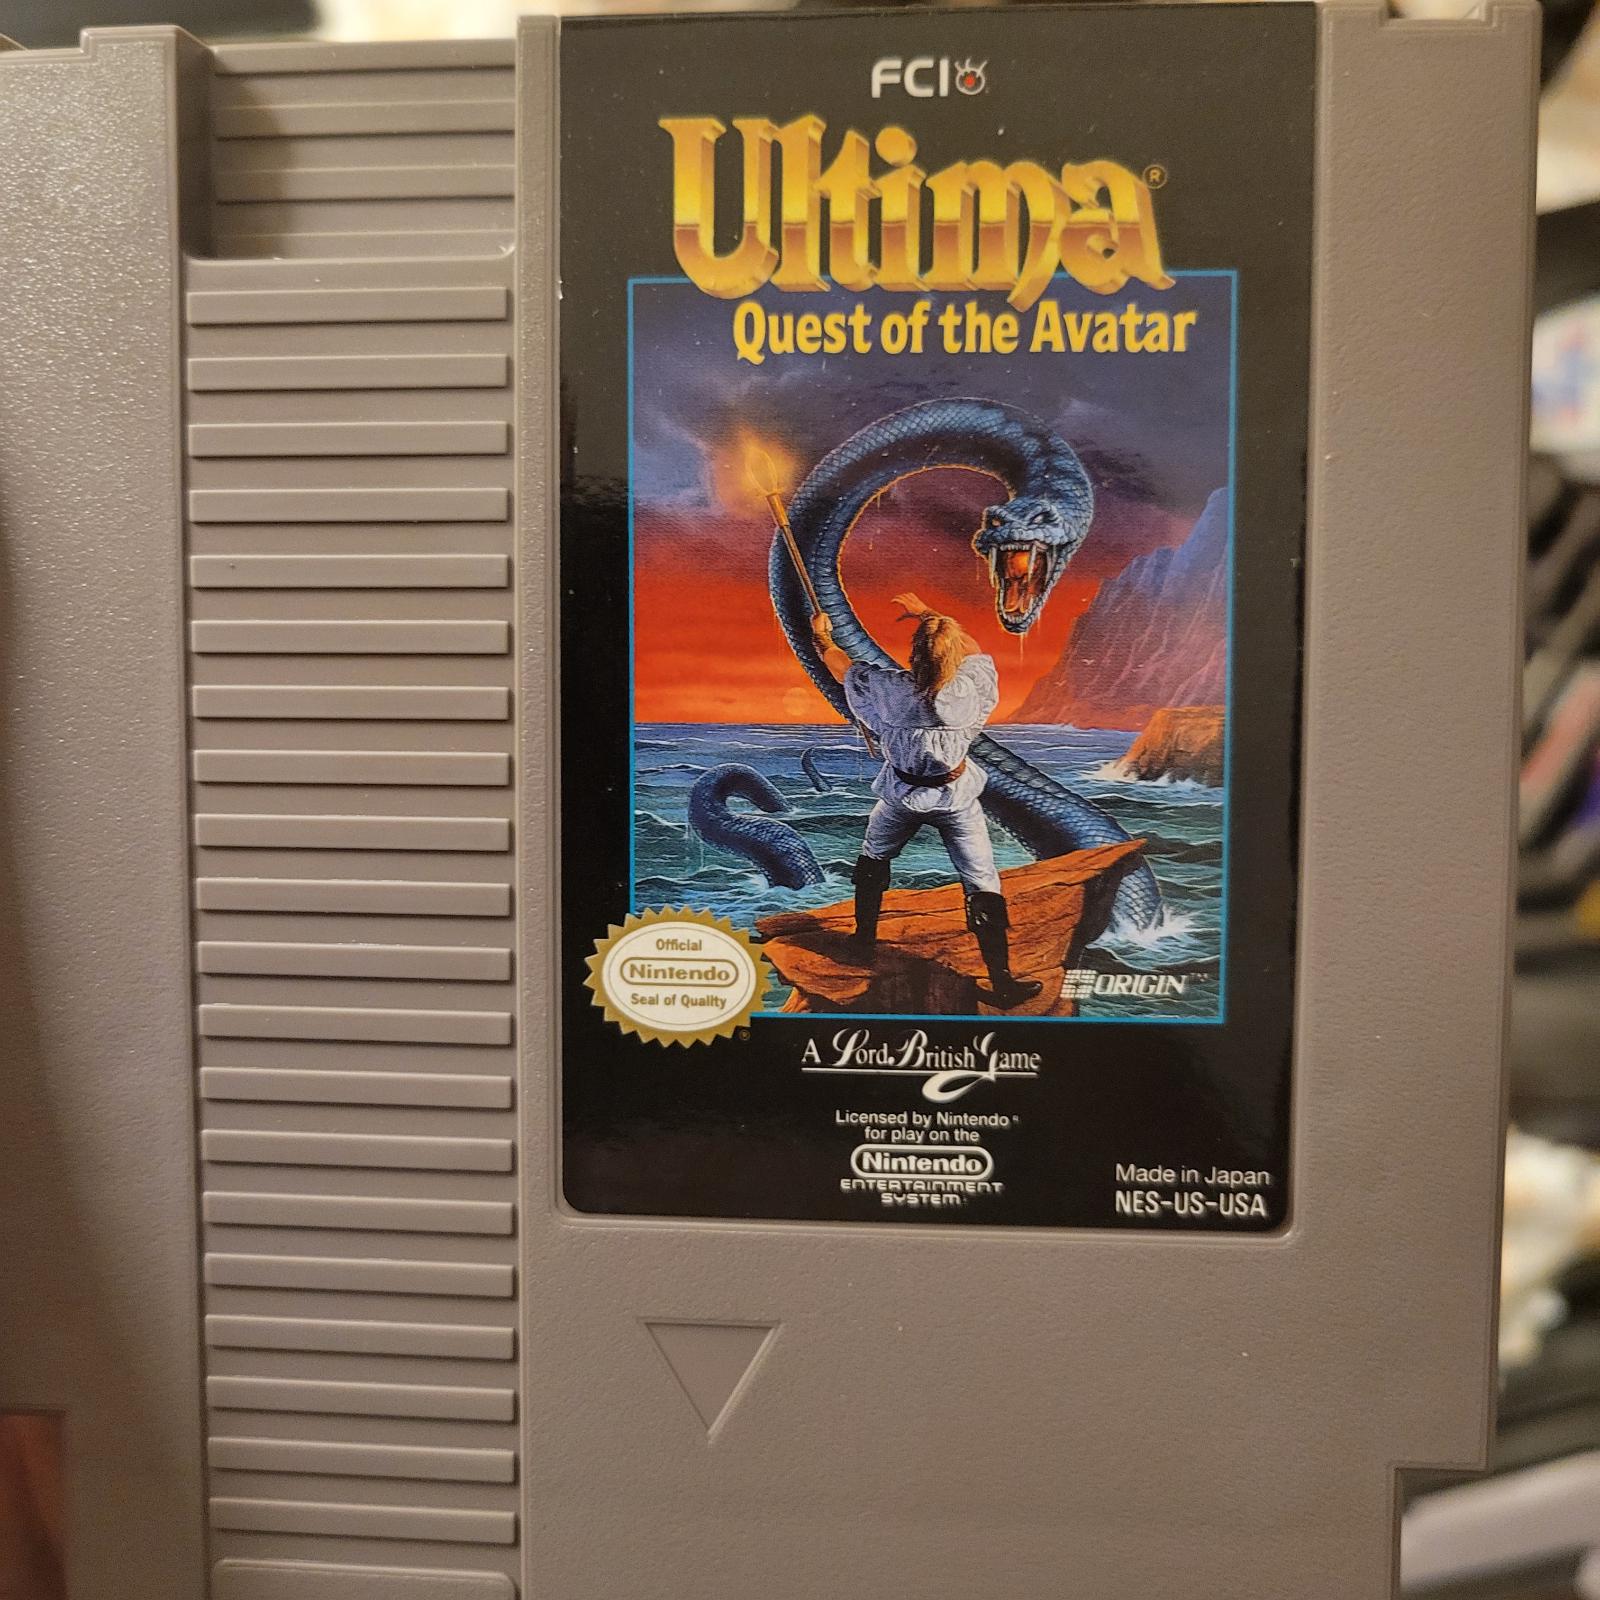 FCI
Ultima®
Quest of the Avatar
Official
Nintendo
Seal of Quality
®
ORIGIN™
A Lord British Game
Licensed by Nintendo®
for play on the
Nintendo
ENTERTAINMENT
SYSTEM
Made in Japan
NES-US-USA